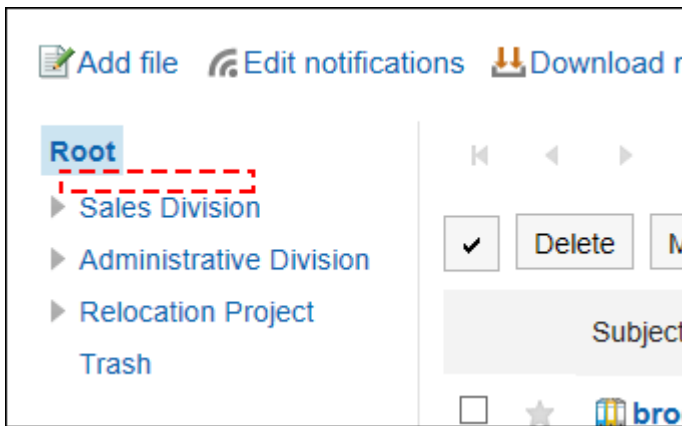 Add file Edit notifications Download
Root
Sales Division
Administrative Division
Relocation Project
Trash
Delete
Subject
bro